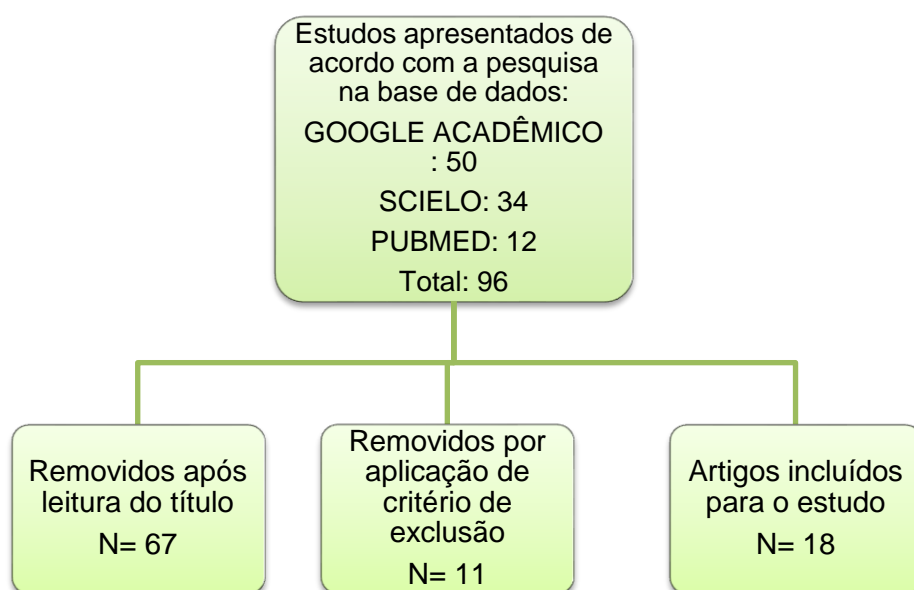 Estudos apresentados de
acordo com a pesquisa
na base de dados:
GOOGLE ACADÊMICO
: 50
SCIELO: 34
PUBMED: 12
Total: 96
Removidos após
leitura do título
N= 67
Removidos por
aplicação de
critério de
exclusão
N= 11
Artigos incluídos
para o estudo
N= 18